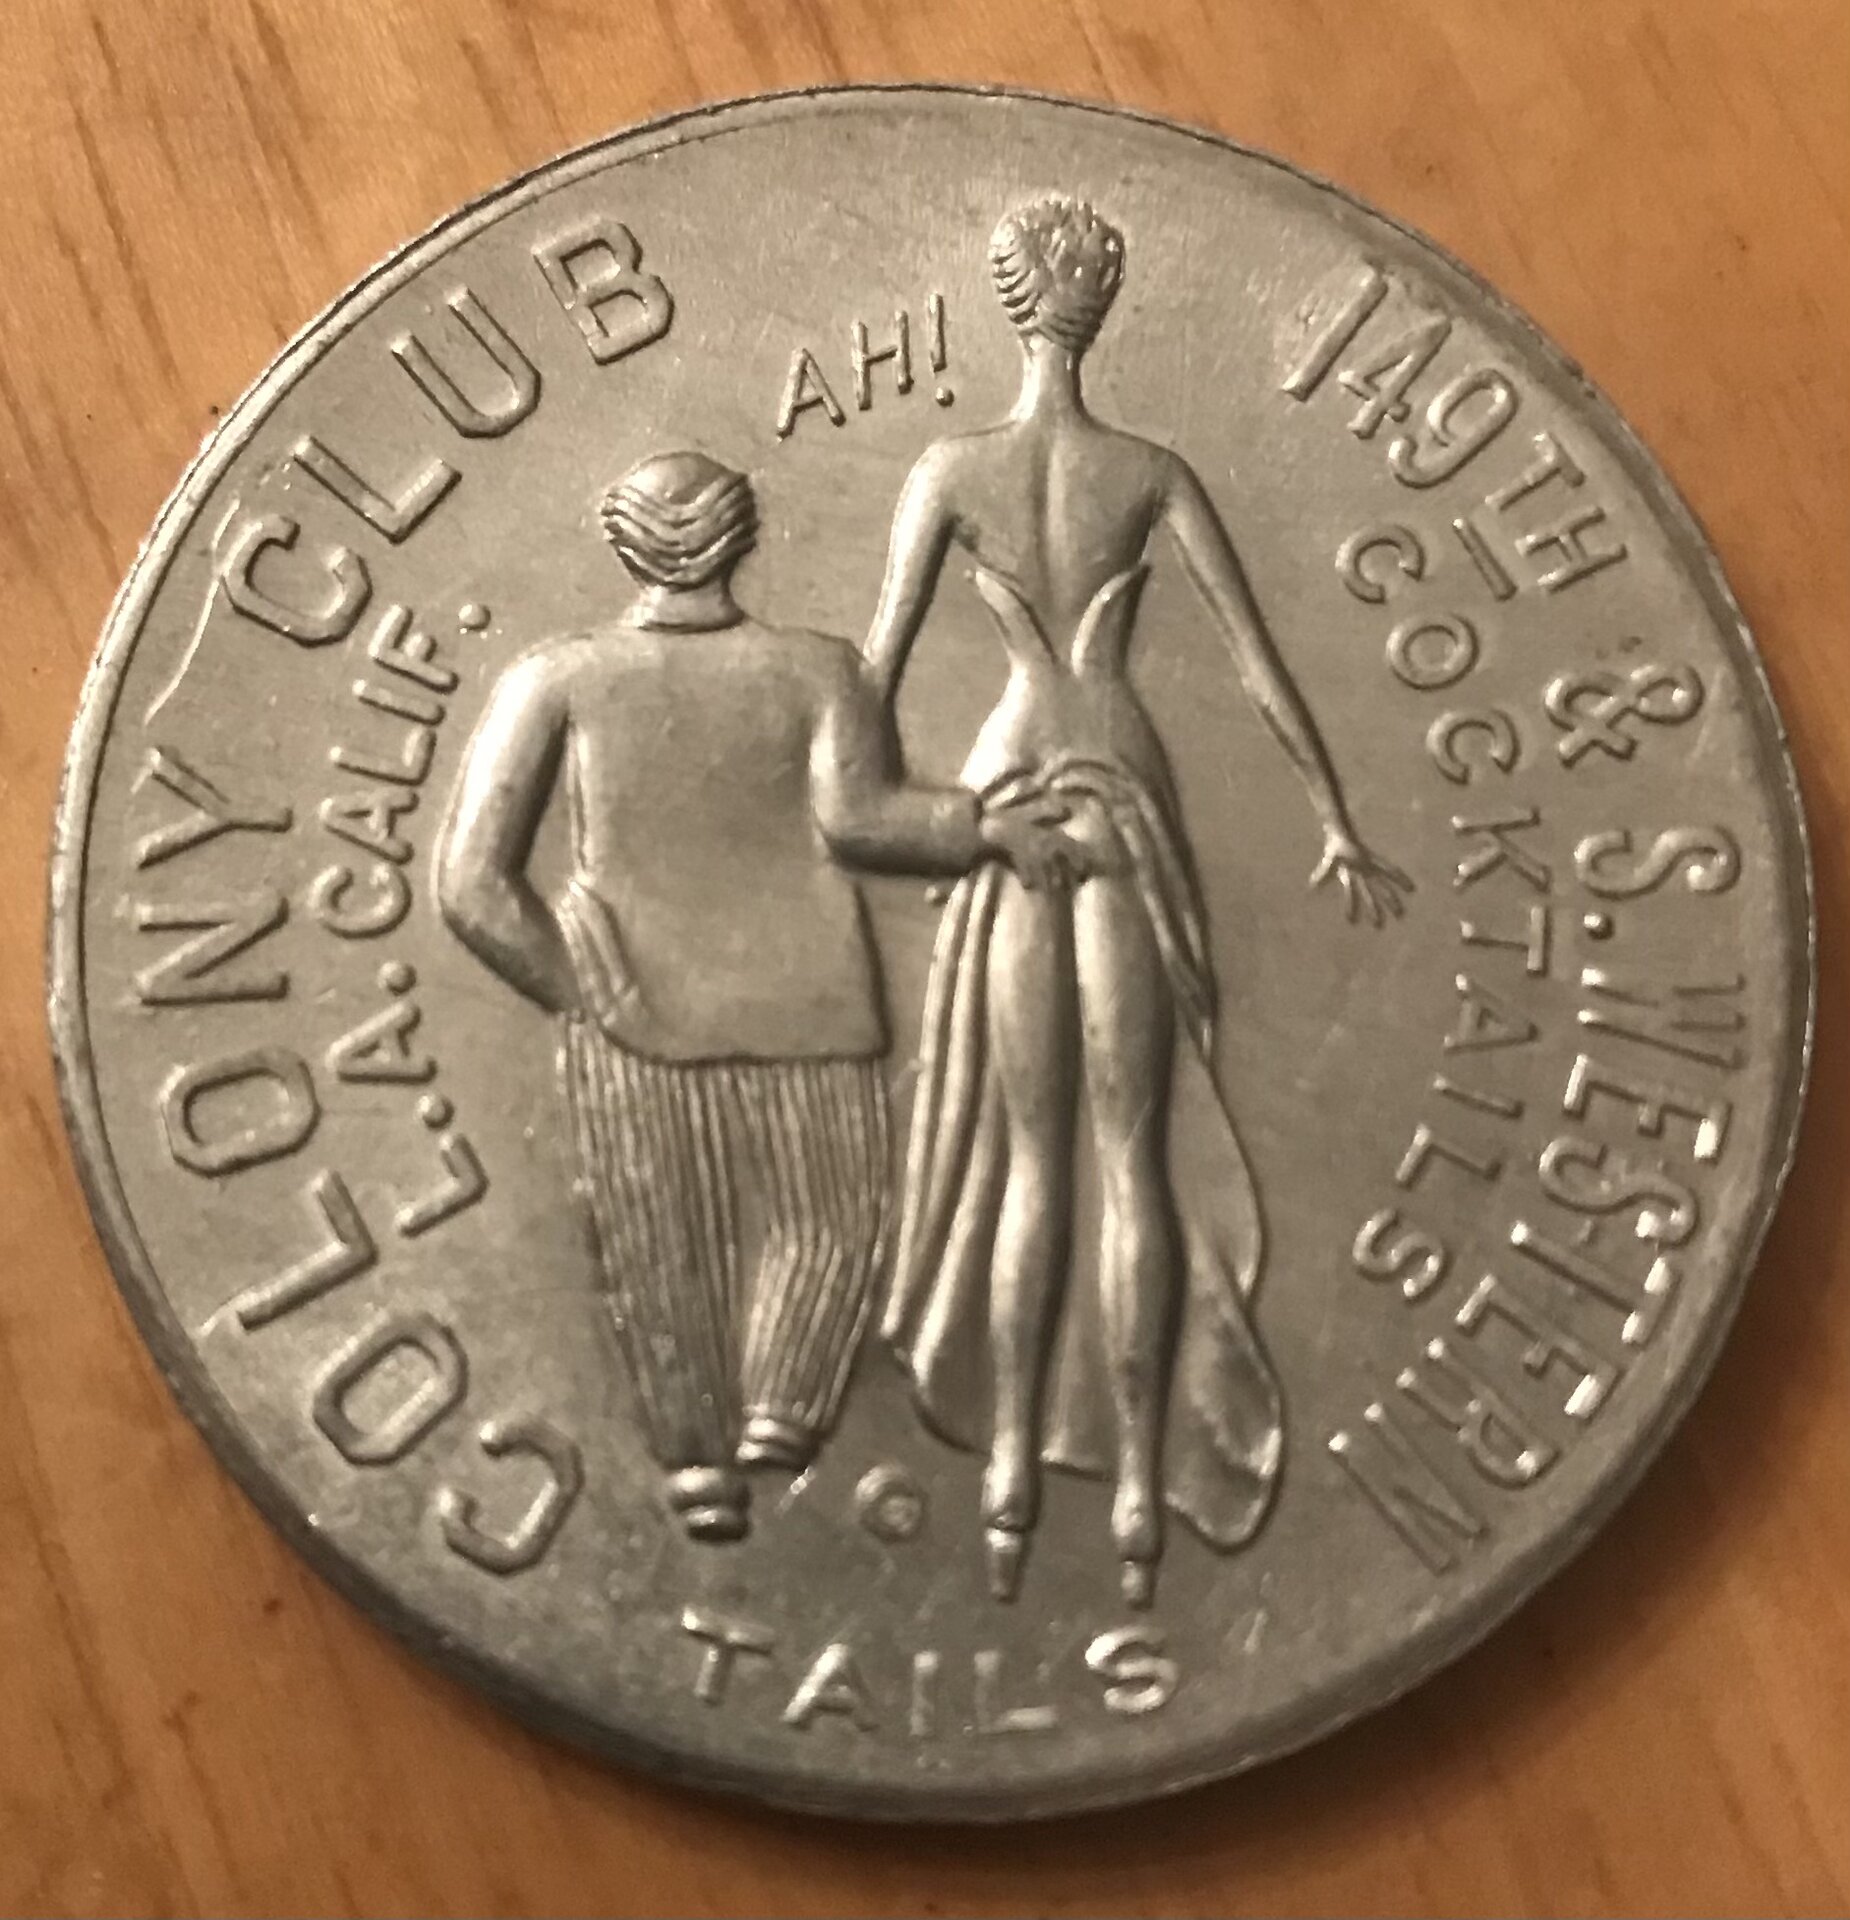 COLONY CLUB
L.A. CALIF.
AH!
149TH & S. WESTERN
- COCKTAILS
©
TAILS